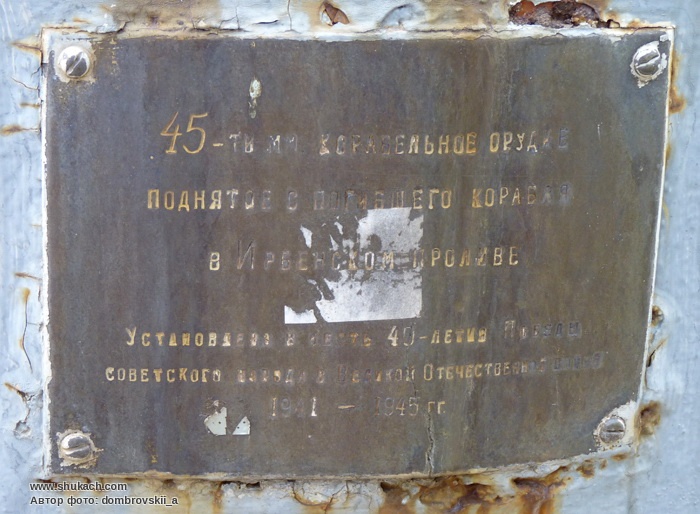 45-ти мм корабельное орудие
поднятое с погибшего корабля
в Ирбенском проливе
Установлено в честь 40-летия Победы
советского народа в Великой Отечественной войне
1941 — 1945 гг.
www.shukach.com
Автор фото: dombrovskii_a